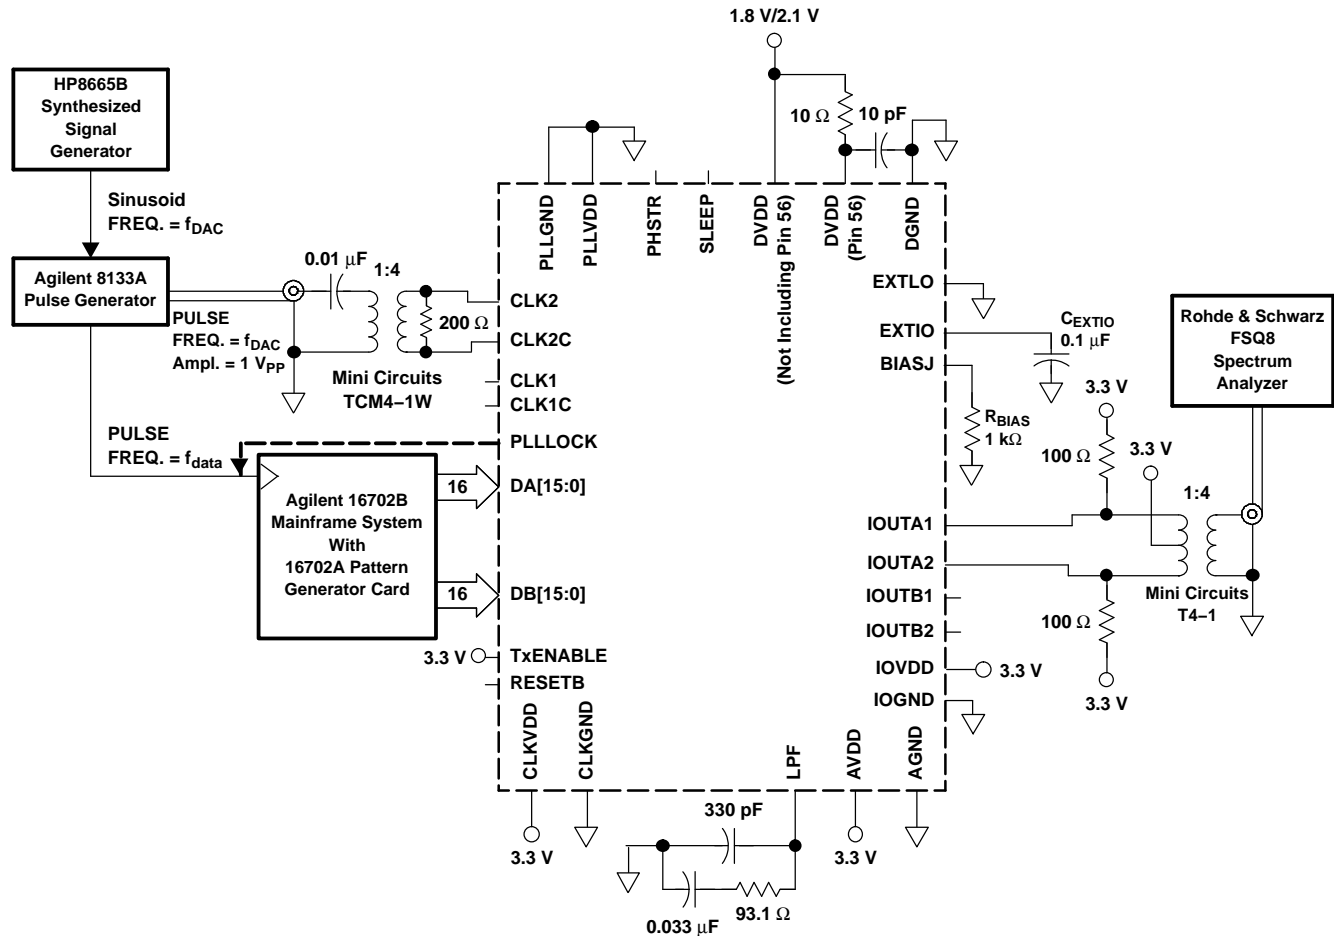 1.8 V/2.1 V
HP8665B
Synthesized
Signal
Generator
10 Ω
10 pF
Sinusoid
FREQ. = fDAC
PLLGND
PLLVDD
PHSTR
SLEEP
DVDD
(Not Including Pin 56)
DVDD
(Pin 56)
DGND
Agilent 8133A
Pulse Generator
0.01 μF
1:4
PULSE
FREQ. = fDAC
Ampl. = 1 VPP
200 Ω
Mini Circuits
TCM4–1W
CLK2
CLK2C
CLK1
CLK1C
PLLLOCK
PULSE
FREQ. = fdata
Agilent 16702B
Mainframe System
With
16702A Pattern
Generator Card
16
DA[15:0]
16
DB[15:0]
3.3 V
TxENABLE
RESETB
EXTLO
EXTIO
BIASJ
CEXTIO
0.1 μF
RBIAS
1 kΩ
Rohde & Schwarz
FSQ8
Spectrum
Analyzer
3.3 V
100 Ω
3.3 V
1:4
IOUTA1
IOUTA2
IOUTB1
IOUTB2
Mini Circuits
T4–1
100 Ω
3.3 V
IOVDD
3.3 V
IOGND
CLKVDD
CLKGND
LPF
AVDD
AGND
3.3 V
330 pF
3.3 V
0.033 μF
93.1 Ω